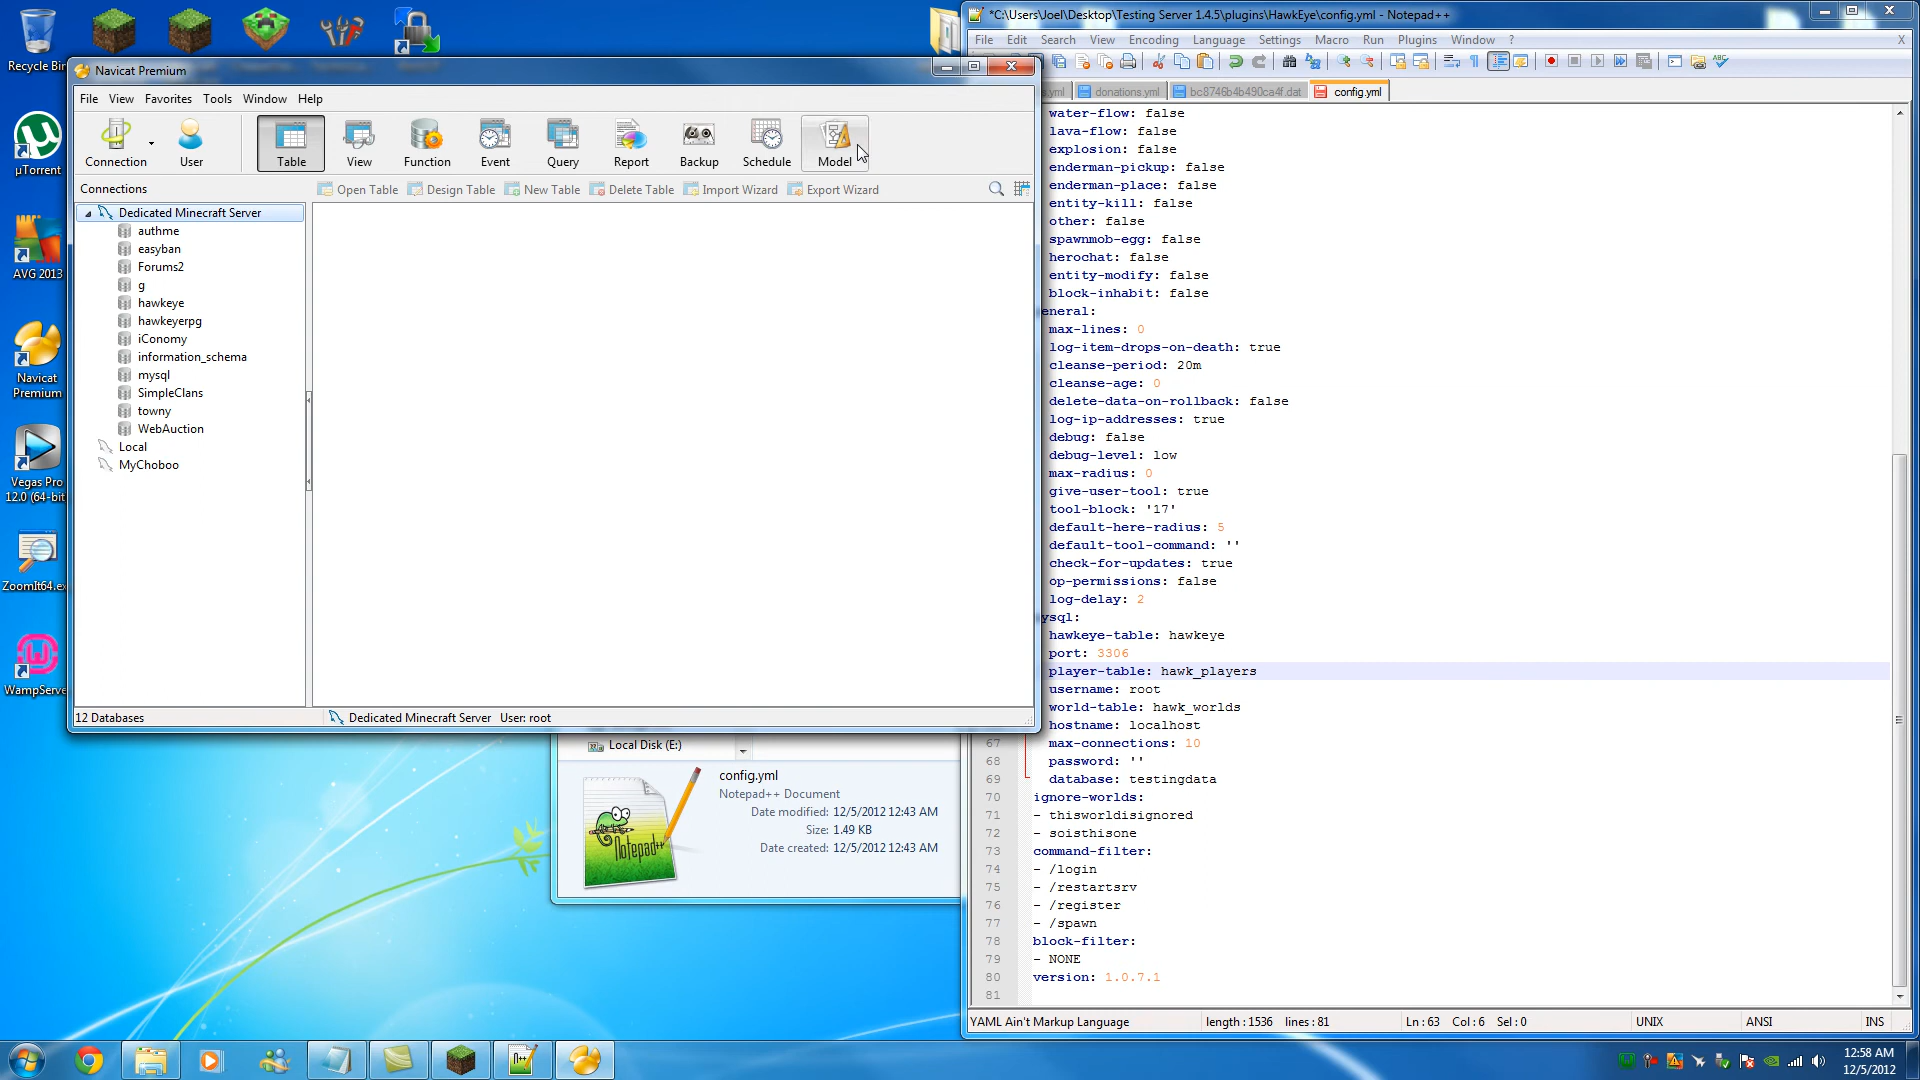 Recycle Bin
µTorrent
AVG 2013
Navicat
Premium
Vegas Pro
12.0 (64-bit
ZoomIt64.ex
WampServe
Navicat Premium
File View Favorites Tools Window Help
Connection User Table View Function Event Query Report Backup Schedule Model
Connections
Open Table Design Table New Table Delete Table Import Wizard Export Wizard
Dedicated Minecraft Server
authme
easyban
Forums2
g
hawkeye
hawkeyerpg
iConomy
information_schema
mysql
SimpleClans
towny
WebAuction
Local
MyChoboo
12 Databases
Dedicated Minecraft Server User: root
Local Disk (E:)
config.yml
Notepad++ Document
Date modified: 12/5/2012 12:43 AM
Size: 1.49 KB
Date created: 12/5/2012 12:43 AM
Notepad++
*C:\Users\Joel\Desktop\Testing Server 1.4.5\plugins\HawkEye\config.yml - Notepad++
File Edit Search View Encoding Language Settings Macro Run Plugins Window ? X
s.yml donations.yml bc8746b4b490ca4f.dat config.yml
water-flow: false
lava-flow: false
explosion: false
enderman-pickup: false
enderman-place: false
entity-kill: false
other: false
spawnmob-egg: false
herochat: false
entity-modify: false
block-inhabit: false
eneral:
max-lines: 0
log-item-drops-on-death: true
cleanse-period: 20m
cleanse-age: 0
delete-data-on-rollback: false
log-ip-addresses: true
debug: false
debug-level: low
max-radius: 0
give-user-tool: true
tool-block: '17'
default-here-radius: 5
default-tool-command: ''
check-for-updates: true
op-permissions: false
log-delay: 2
ysql:
hawkeye-table: hawkeye
port: 3306
player-table: hawk_players
username: root
world-table: hawk_worlds
hostname: localhost
67 max-connections: 10
68 password: ''
69 database: testingdata
70 ignore-worlds:
71 - thisworldisignored
72 - soisthisone
73 command-filter:
74 - /login
75 - /restartsrv
76 - /register
77 - /spawn
78 block-filter:
79 - NONE
80 version: 1.0.7.1
81
YAML Ain't Markup Language length : 1536 lines : 81 Ln : 63 Col : 6 Sel : 0 UNIX ANSI INS
12:58 AM
12/5/2012